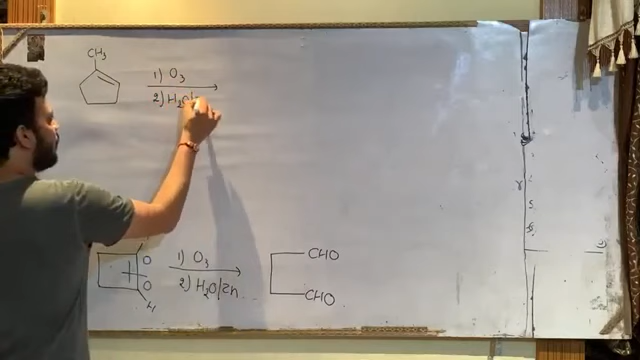 CH3
1) O3
2) H2O
1) O3
2) H2O/Zn
O
O
H
CHO
CHO